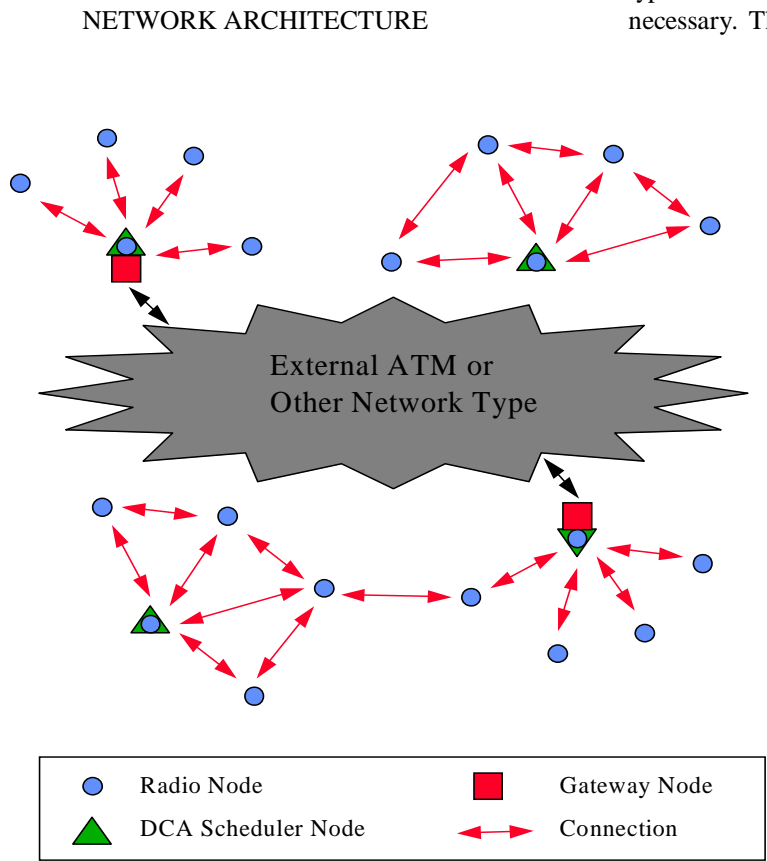 NETWORK ARCHITECTURE
necessary.
External ATM or
Other Network Type
Radio Node
Gateway Node
DCA Scheduler Node
Connection